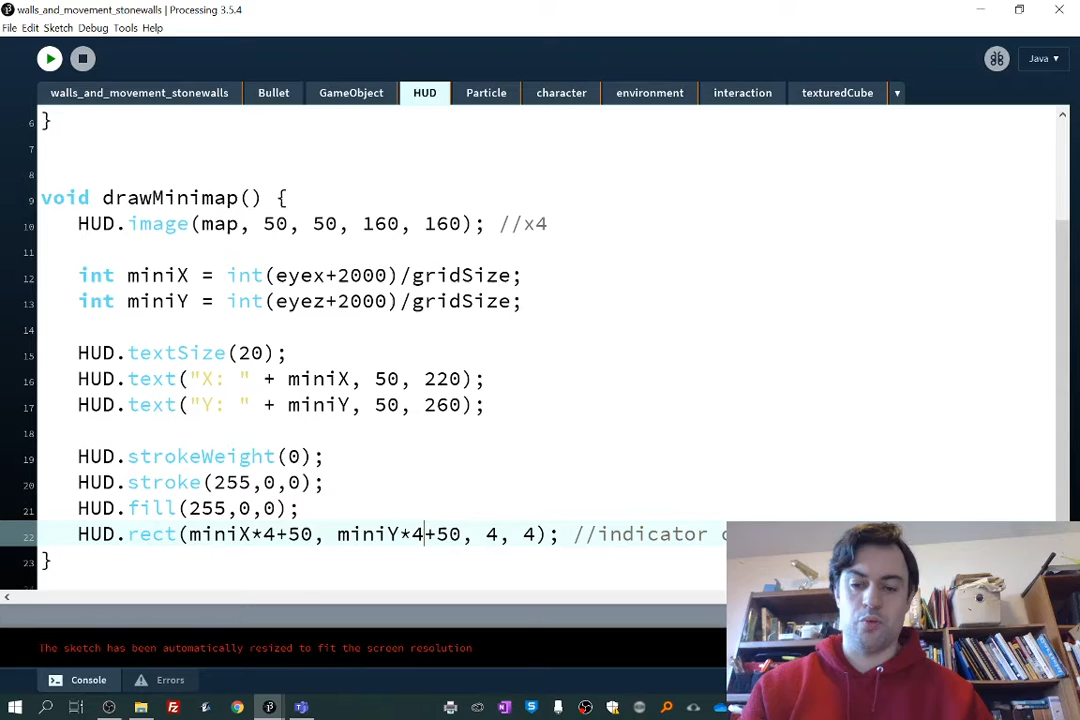 walls_and_movement_stonewalls | Processing 3.5.4
File Edit Sketch Debug Tools Help
Java ▾
walls_and_movement_stonewalls Bullet GameObject HUD Particle character environment interaction texturedCube ▾
6 }
7
8
9 void drawMinimap() {
10 HUD.image(map, 50, 50, 160, 160); //x4
11
12 int miniX = int(eyex+2000)/gridSize;
13 int miniY = int(eyez+2000)/gridSize;
14
15 HUD.textSize(20);
16 HUD.text("X: " + miniX, 50, 220);
17 HUD.text("Y: " + miniY, 50, 260);
18
19 HUD.strokeWeight(0);
20 HUD.stroke(255,0,0);
21 HUD.fill(255,0,0);
22 HUD.rect(miniX*4+50, miniY*4+50, 4, 4); //indicator
23 }
The sketch has been automatically resized to fit the screen resolution
Console Errors